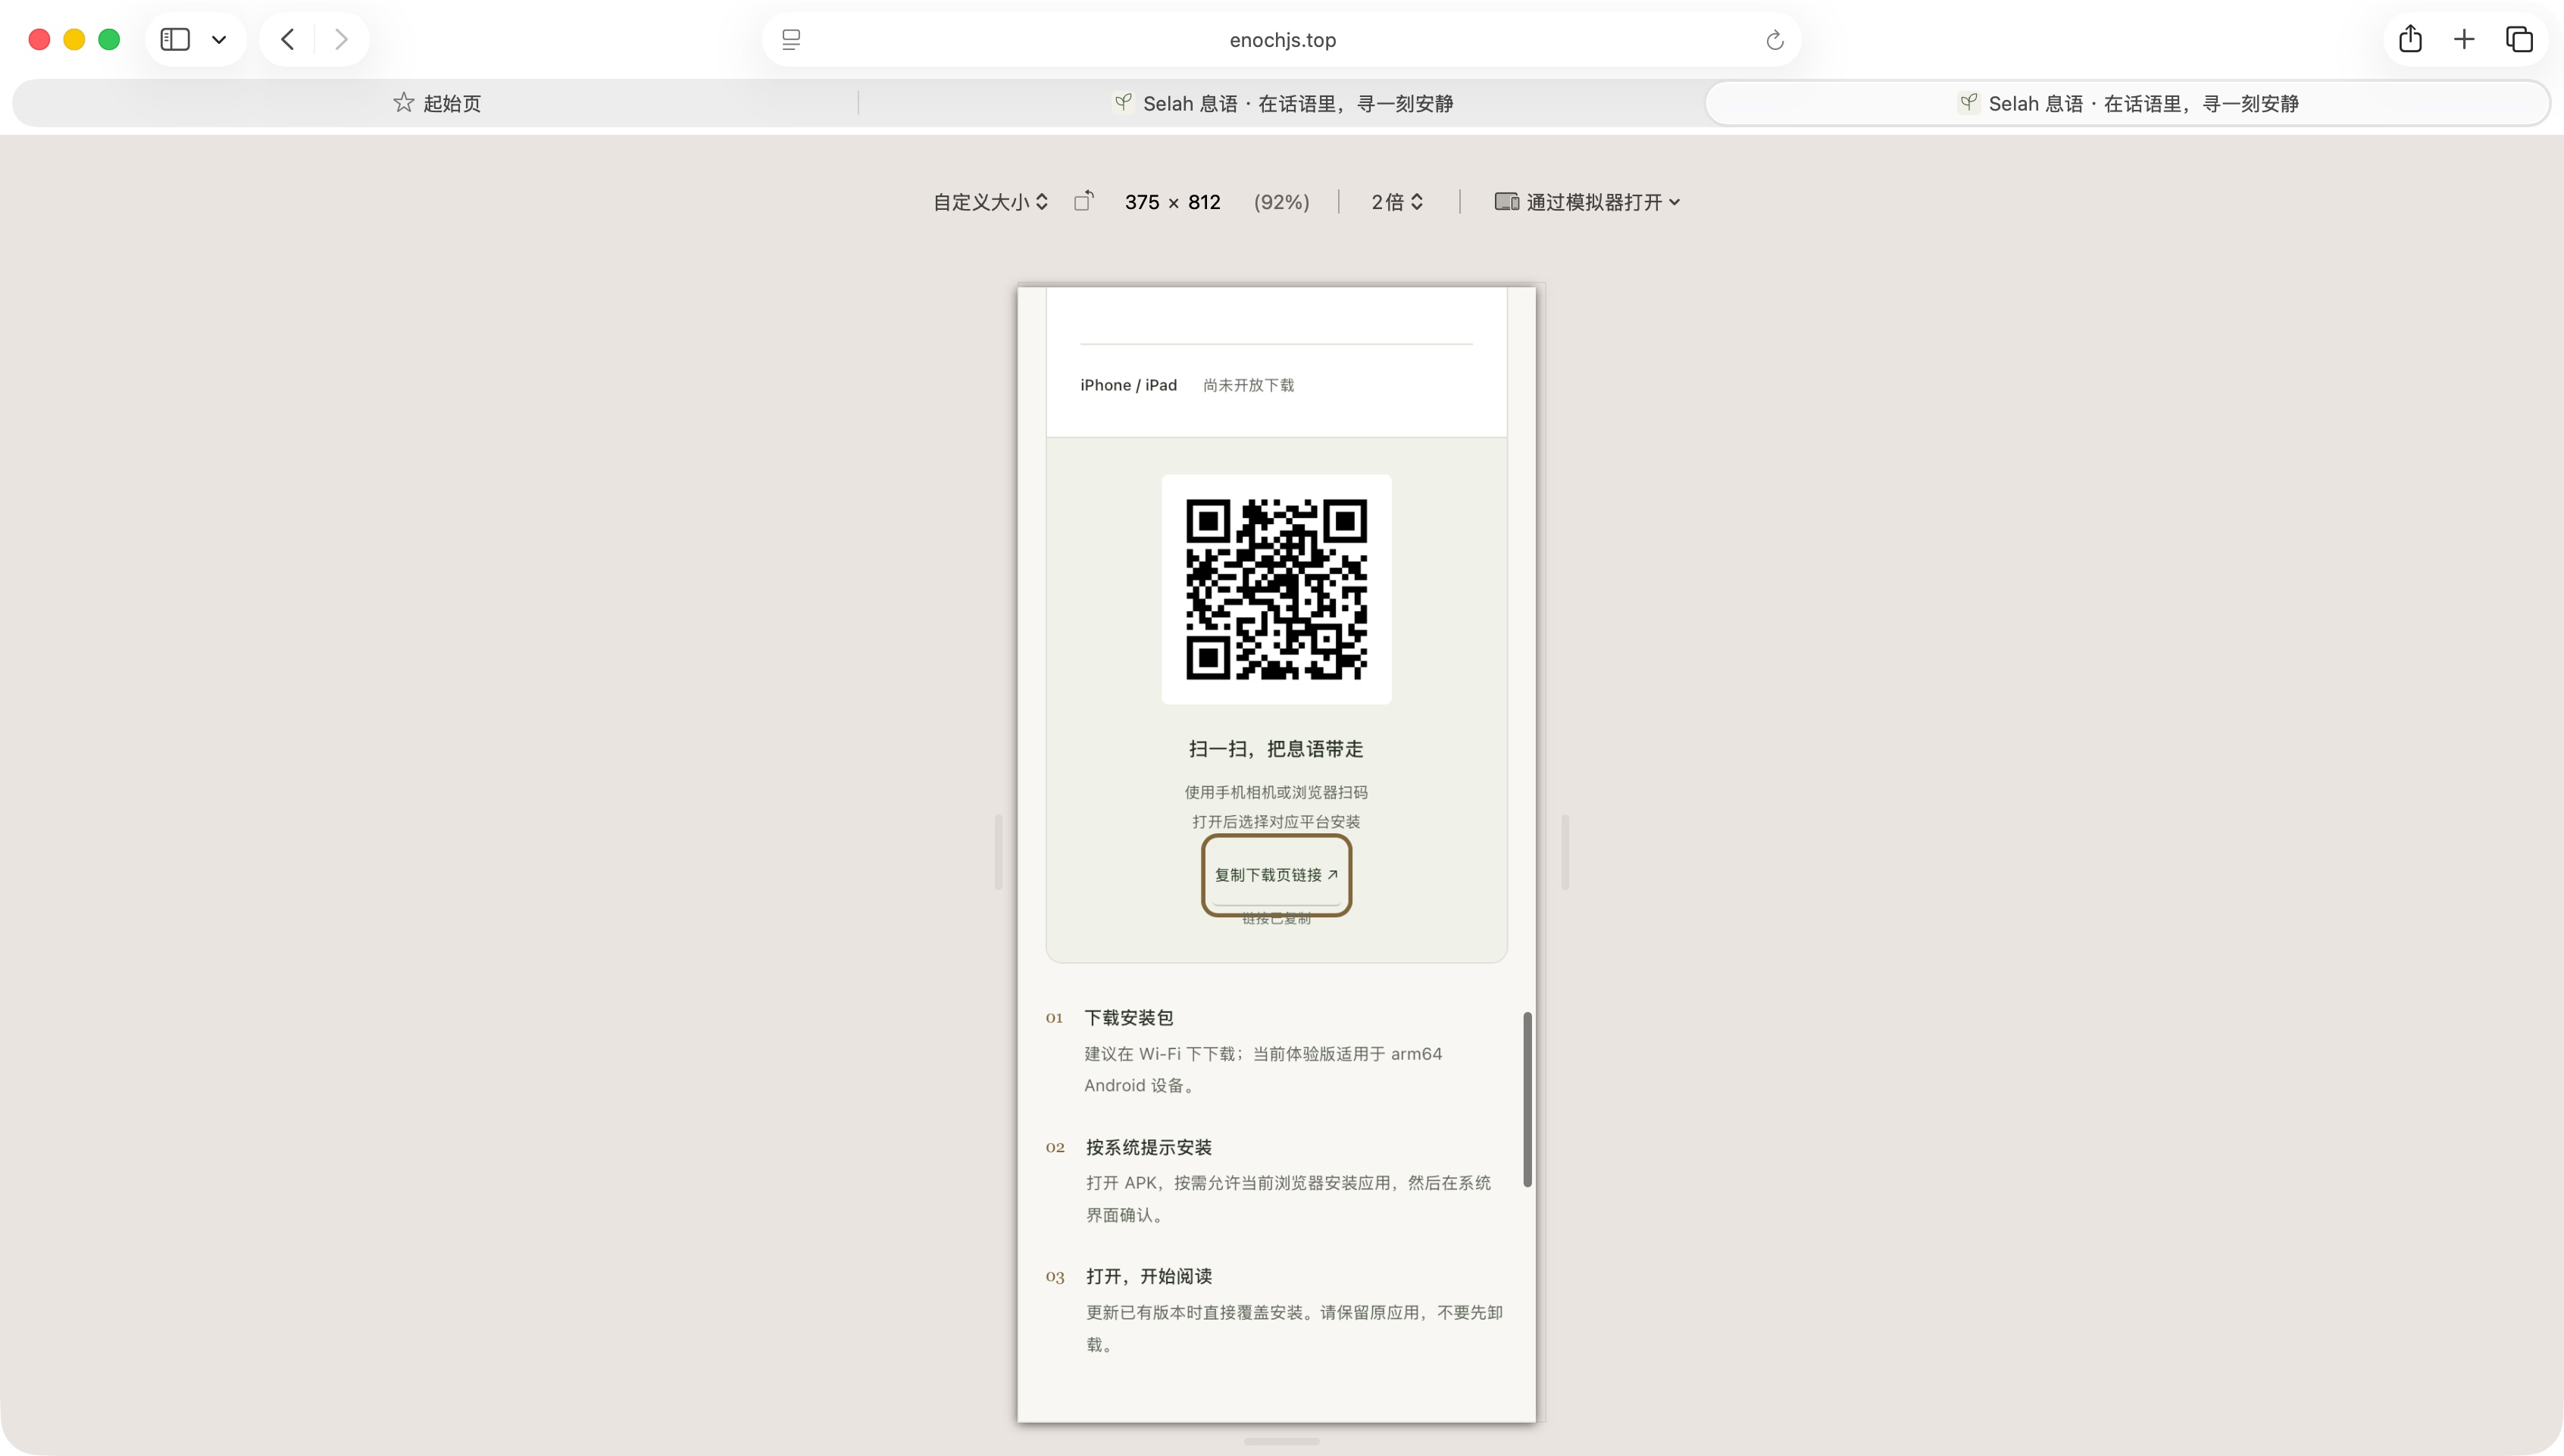 enochjs.top
起始页
Selah 息语 · 在话语里，寻一刻安静
Selah 息语 · 在话语里，寻一刻安静
自定义大小 375 × 812 (92%) 2倍 通过模拟器打开
iPhone / iPad 尚未开放下载
扫一扫，把息语带走
使用手机相机或浏览器扫码
打开后选择对应平台安装
复制下载页链接 ↗
链接已复制
01 下载安装包
建议在 Wi-Fi 下下载；当前体验版适用于 arm64
Android 设备。
02 按系统提示安装
打开 APK，按需允许当前浏览器安装应用，然后在系统
界面确认。
03 打开，开始阅读
更新已有版本时直接覆盖安装。请保留原应用，不要先卸
载。